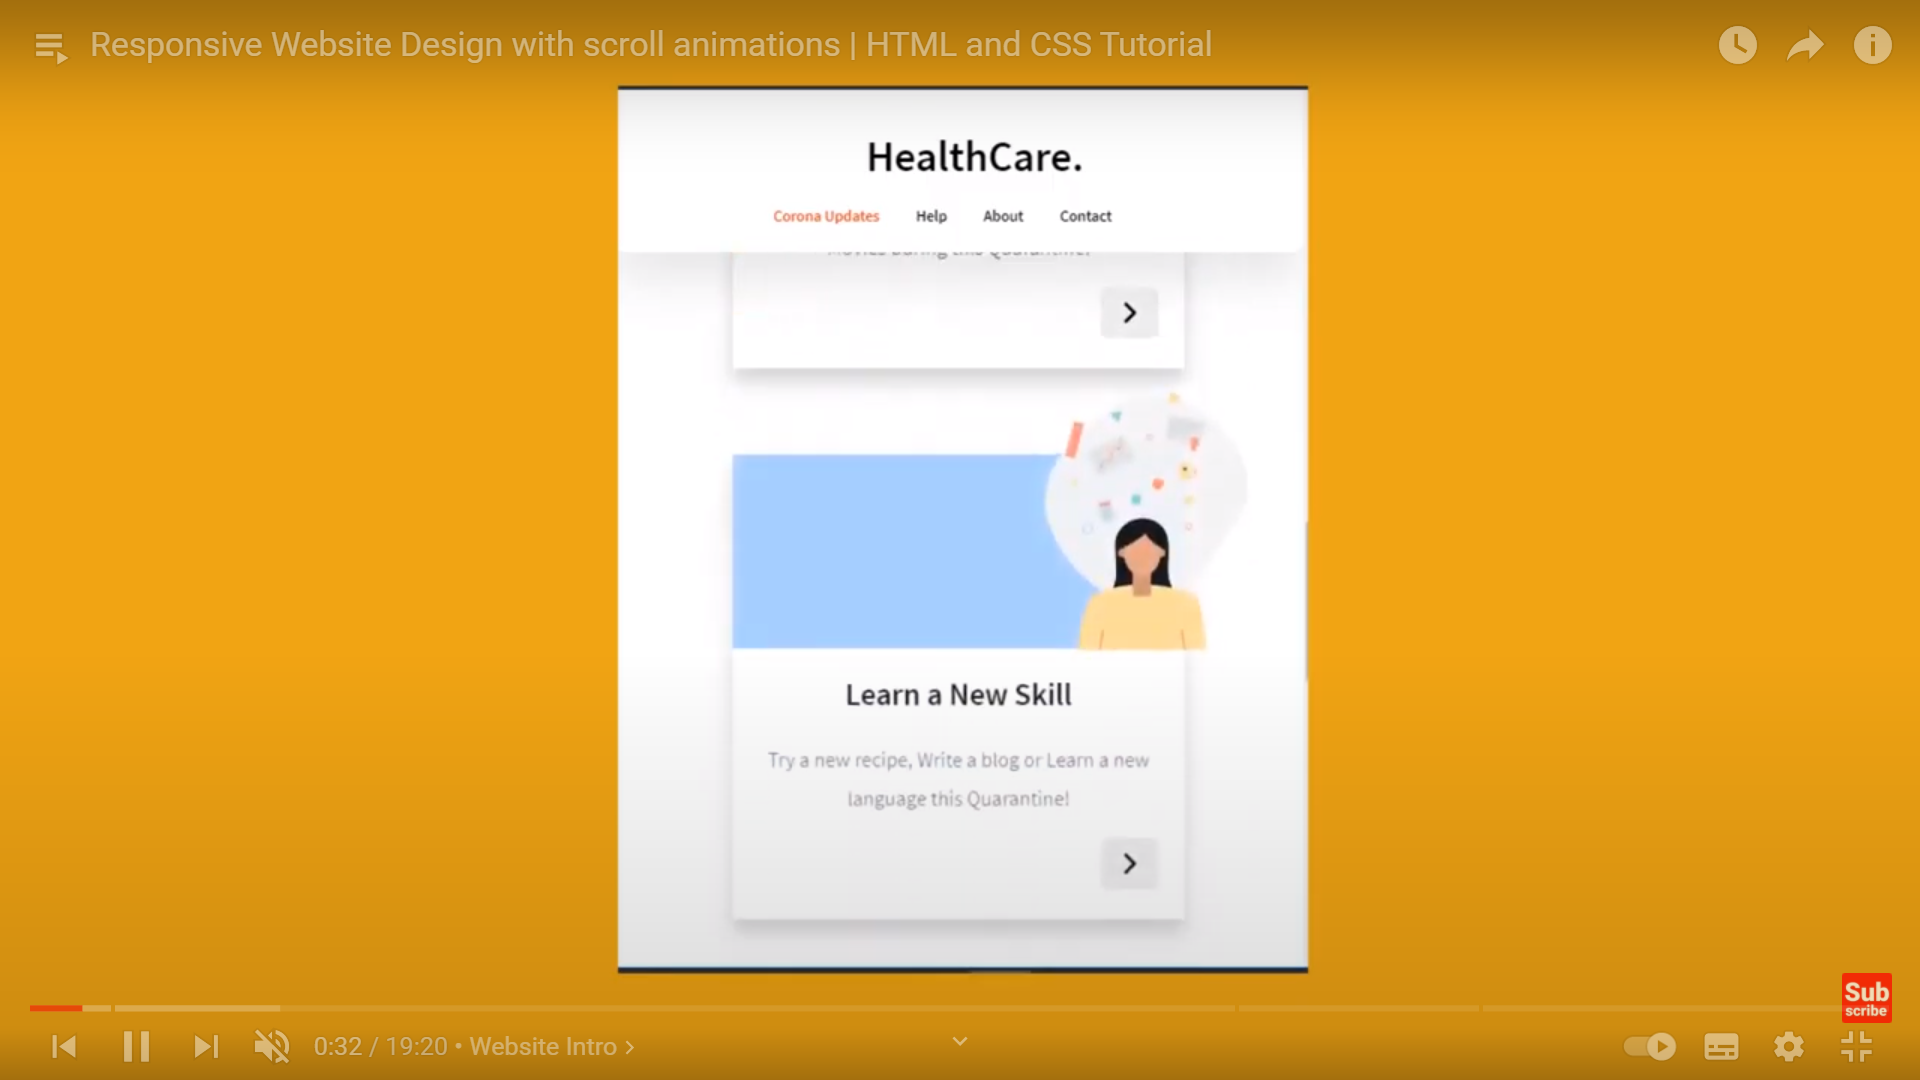 Responsive Website Design with scroll animations | HTML and CSS Tutorial
HealthCare.
Corona Updates Help About Contact
this Quarantine!
Learn a New Skill
Try a new recipe, Write a blog or Learn a new
language this Quarantine!
Sub
scribe
0:32 / 19:20 • Website Intro